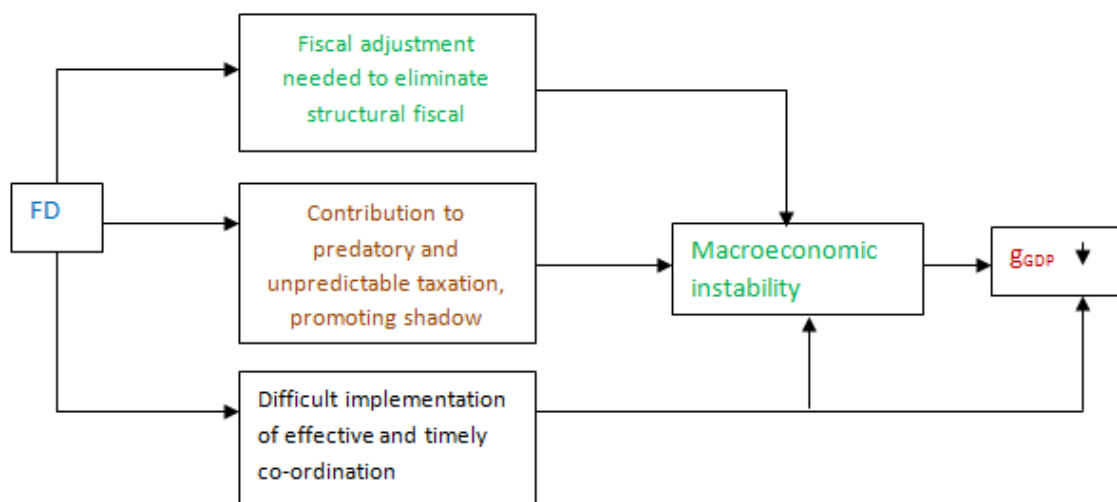 Fiscal adjustment
needed to eliminate
structural fiscal
FD
Contribution to
predatory and
unpredictable taxation,
promoting shadow
Macroeconomic
instability
gGDP
Difficult implementation
of effective and timely
co-ordination